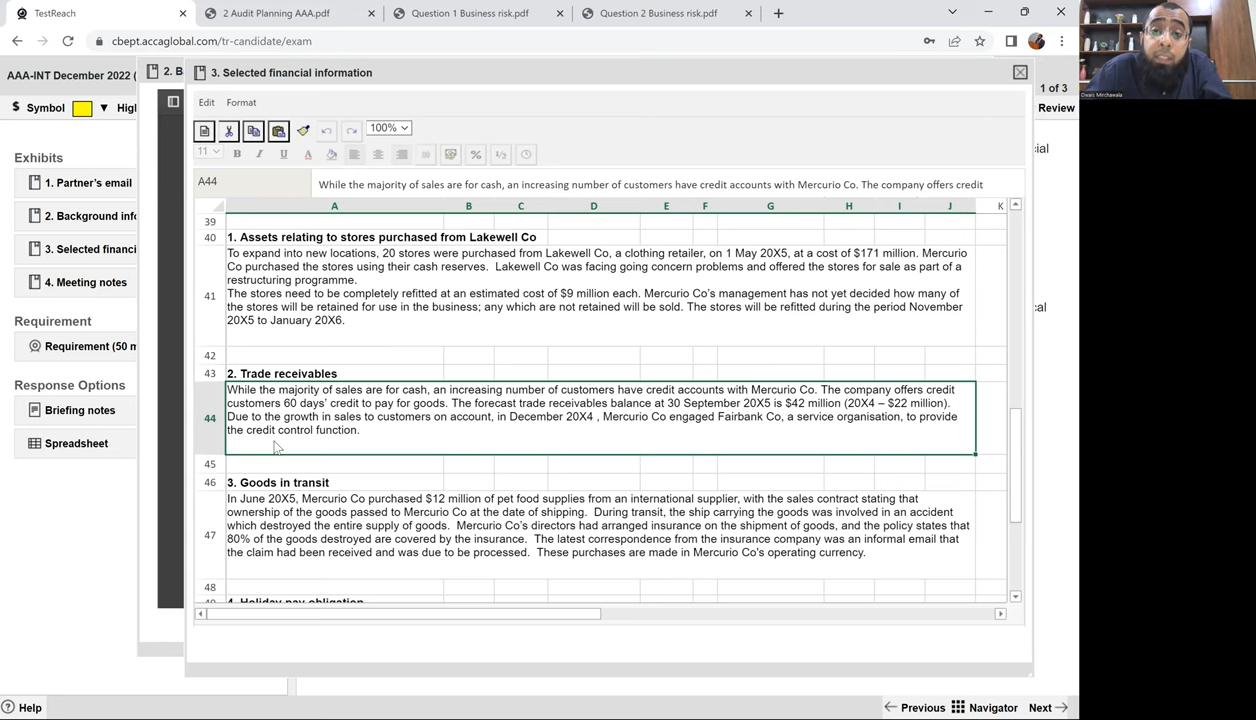 TestReach
2 Audit Planning AAA.pdf
Question 1 Business risk.pdf
Question 2 Business risk.pdf
cbept.accaglobal.com/tr-candidate/exam
AAA-INT December 2022 (
2. B
3. Selected financial information
1 of 3
$ Symbol
High
Edit Format
Review
100%
11 B I U A % 1/2
Exhibits
1. Partner's email
2. Background info
3. Selected financi
4. Meeting notes
Requirement
Requirement (50 m
Response Options
Briefing notes
Spreadsheet
A44
While the majority of sales are for cash, an increasing number of customers have credit accounts with Mercurio Co. The company offers credit
A B C D E F G H I J K
39
40 1. Assets relating to stores purchased from Lakewell Co
To expand into new locations, 20 stores were purchased from Lakewell Co, a clothing retailer, on 1 May 20X5, at a cost of $171 million. Mercurio
Co purchased the stores using their cash reserves. Lakewell Co was facing going concern problems and offered the stores for sale as part of a
restructuring programme.
41 The stores need to be completely refitted at an estimated cost of $9 million each. Mercurio Co's management has not yet decided how many of
the stores will be retained for use in the business; any which are not retained will be sold. The stores will be refitted during the period November
20X5 to January 20X6.
42
43 2. Trade receivables
While the majority of sales are for cash, an increasing number of customers have credit accounts with Mercurio Co. The company offers credit
customers 60 days' credit to pay for goods. The forecast trade receivables balance at 30 September 20X5 is $42 million (20X4 – $22 million).
44 Due to the growth in sales to customers on account, in December 20X4 , Mercurio Co engaged Fairbank Co, a service organisation, to provide
the credit control function.
45
46 3. Goods in transit
In June 20X5, Mercurio Co purchased $12 million of pet food supplies from an international supplier, with the sales contract stating that
ownership of the goods passed to Mercurio Co at the date of shipping. During transit, the ship carrying the goods was involved in an accident
47 which destroyed the entire supply of goods. Mercurio Co's directors had arranged insurance on the shipment of goods, and the policy states that
80% of the goods destroyed are covered by the insurance. The latest correspondence from the insurance company was an informal email that
the claim had been received and was due to be processed. These purchases are made in Mercurio Co's operating currency.
48
49 4. Holiday pay obligation
ial
ical
Owais Mirchawala
Help
Previous
Navigator
Next